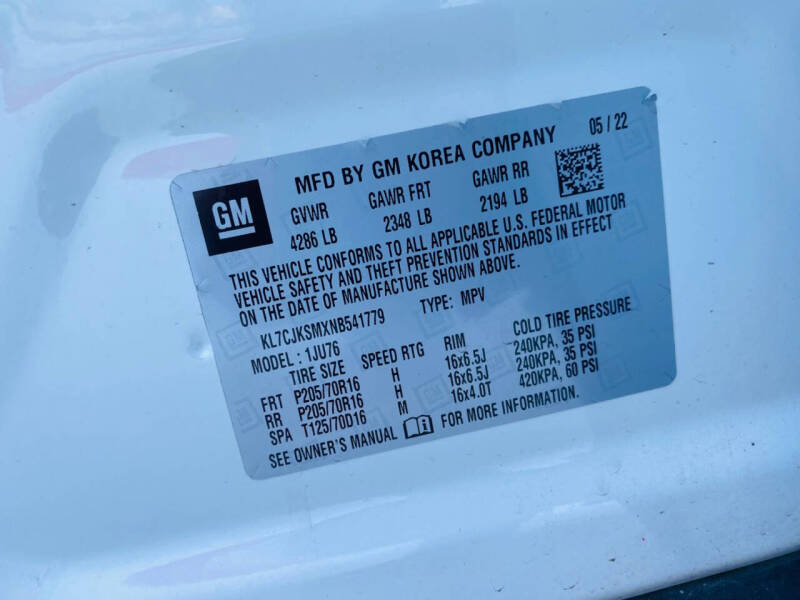 GM
MFD BY GM KOREA COMPANY 05 / 22
GVWR GAWR FRT GAWR RR
4286 LB 2348 LB 2194 LB
THIS VEHICLE CONFORMS TO ALL APPLICABLE U.S. FEDERAL MOTOR
VEHICLE SAFETY AND THEFT PREVENTION STANDARDS IN EFFECT
ON THE DATE OF MANUFACTURE SHOWN ABOVE.
KL7CJKSMXNB541779 TYPE: MPV
MODEL : 1JU76
TIRE SIZE SPEED RTG RIM COLD TIRE PRESSURE
FRT P205/70R16 H 16x6.5J 240KPA, 35 PSI
RR P205/70R16 H 16x6.5J 240KPA, 35 PSI
SPA T125/70D16 M 16x4.0T 420KPA, 60 PSI
SEE OWNER'S MANUAL FOR MORE INFORMATION.